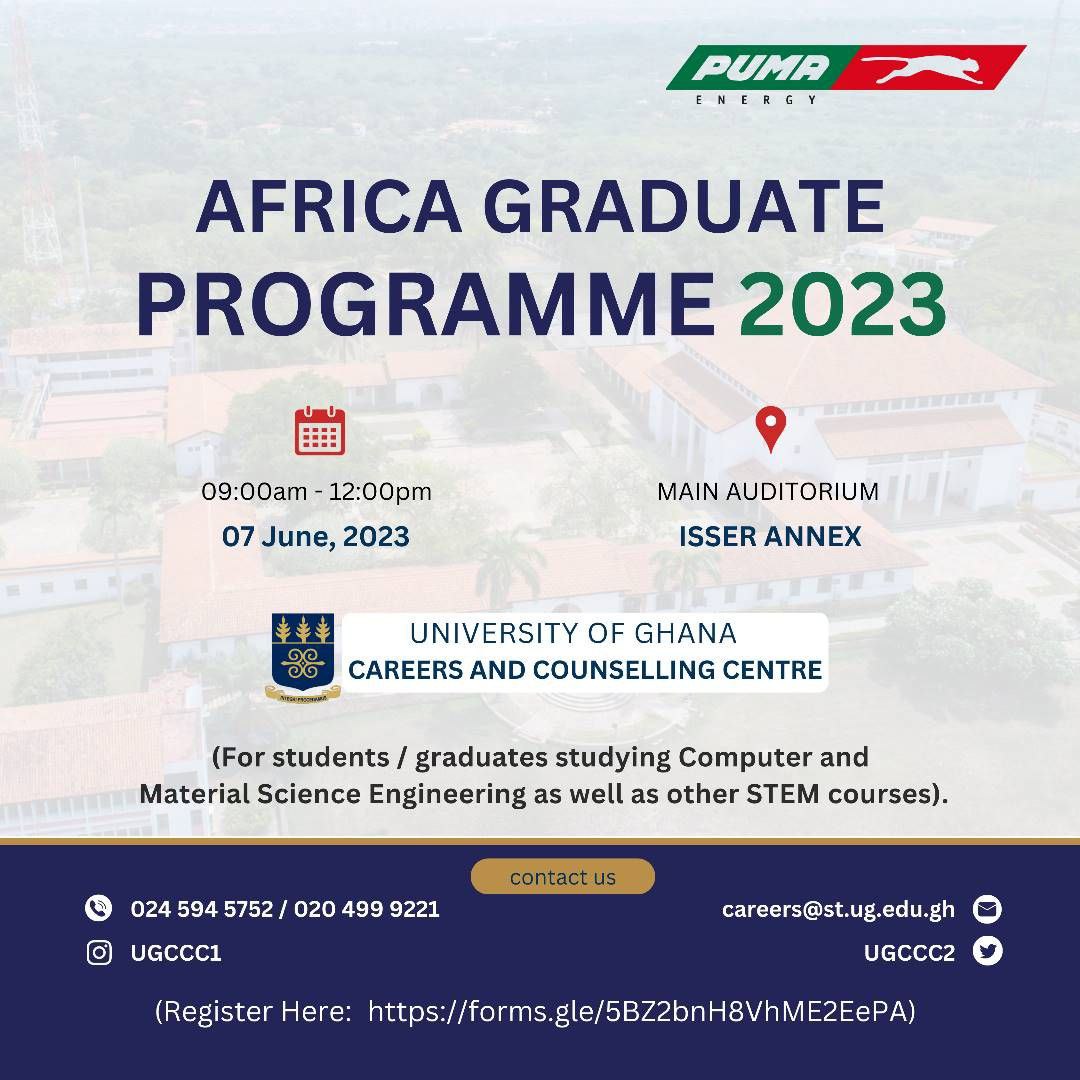 PUMA
ENERGY
AFRICA GRADUATE
PROGRAMME 2023
09:00am - 12:00pm
07 June, 2023
MAIN AUDITORIUM
ISSER ANNEX
UNIVERSITY OF GHANA
CAREERS AND COUNSELLING CENTRE
INTEGRI PROCEDAMUS
(For students / graduates studying Computer and
Material Science Engineering as well as other STEM courses).
contact us
024 594 5752 / 020 499 9221
careers@st.ug.edu.gh
UGCCC1
UGCCC2
(Register Here: https://forms.gle/5BZ2bnH8VhME2EePA)